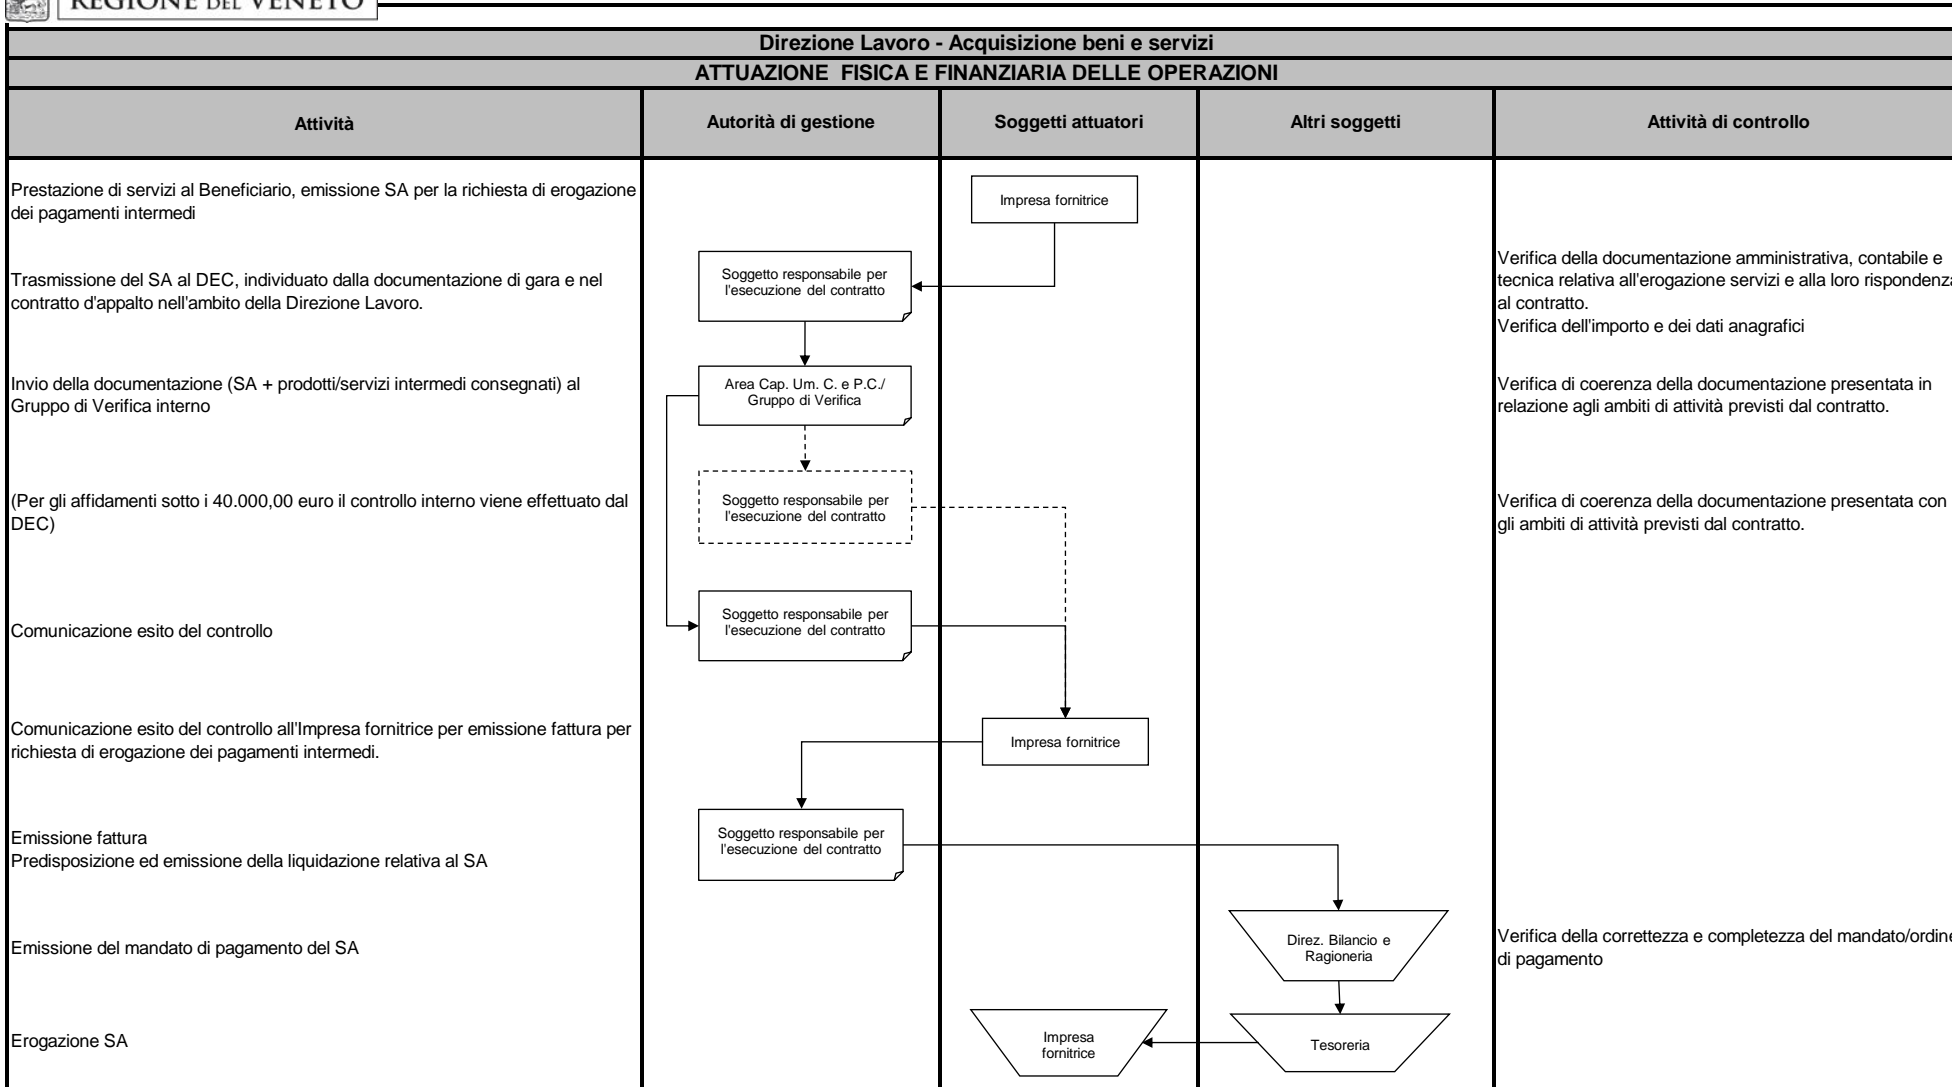 REGIONE DEL VENETO
Direzione Lavoro - Acquisizione beni e servizi
ATTUAZIONE FISICA E FINANZIARIA DELLE OPERAZIONI
Attività
Autorità di gestione
Soggetti attuatori
Altri soggetti
Attività di controllo
Prestazione di servizi al Beneficiario, emissione SA per la richiesta di erogazione
dei pagamenti intermedi
Impresa fornitrice
Trasmissione del SA al DEC, individuato dalla documentazione di gara e nel
contratto d'appalto nell'ambito della Direzione Lavoro.
Soggetto responsabile per
l'esecuzione del contratto
Verifica della documentazione amministrativa, contabile e
tecnica relativa all'erogazione servizi e alla loro rispondenza
al contratto.
Verifica dell'importo e dei dati anagrafici
Invio della documentazione (SA + prodotti/servizi intermedi consegnati) al
Gruppo di Verifica interno
Area Cap. Um. C. e P.C./
Gruppo di Verifica
Verifica di coerenza della documentazione presentata in
relazione agli ambiti di attività previsti dal contratto.
(Per gli affidamenti sotto i 40.000,00 euro il controllo interno viene effettuato dal
DEC)
Soggetto responsabile per
l'esecuzione del contratto
Verifica di coerenza della documentazione presentata con
gli ambiti di attività previsti dal contratto.
Comunicazione esito del controllo
Soggetto responsabile per
l'esecuzione del contratto
Comunicazione esito del controllo all'Impresa fornitrice per emissione fattura per
richiesta di erogazione dei pagamenti intermedi.
Impresa fornitrice
Emissione fattura
Predisposizione ed emissione della liquidazione relativa al SA
Soggetto responsabile per
l'esecuzione del contratto
Emissione del mandato di pagamento del SA
Direz. Bilancio e
Ragioneria
Verifica della correttezza e completezza del mandato/ordine
di pagamento
Erogazione SA
Impresa
fornitrice
Tesoreria